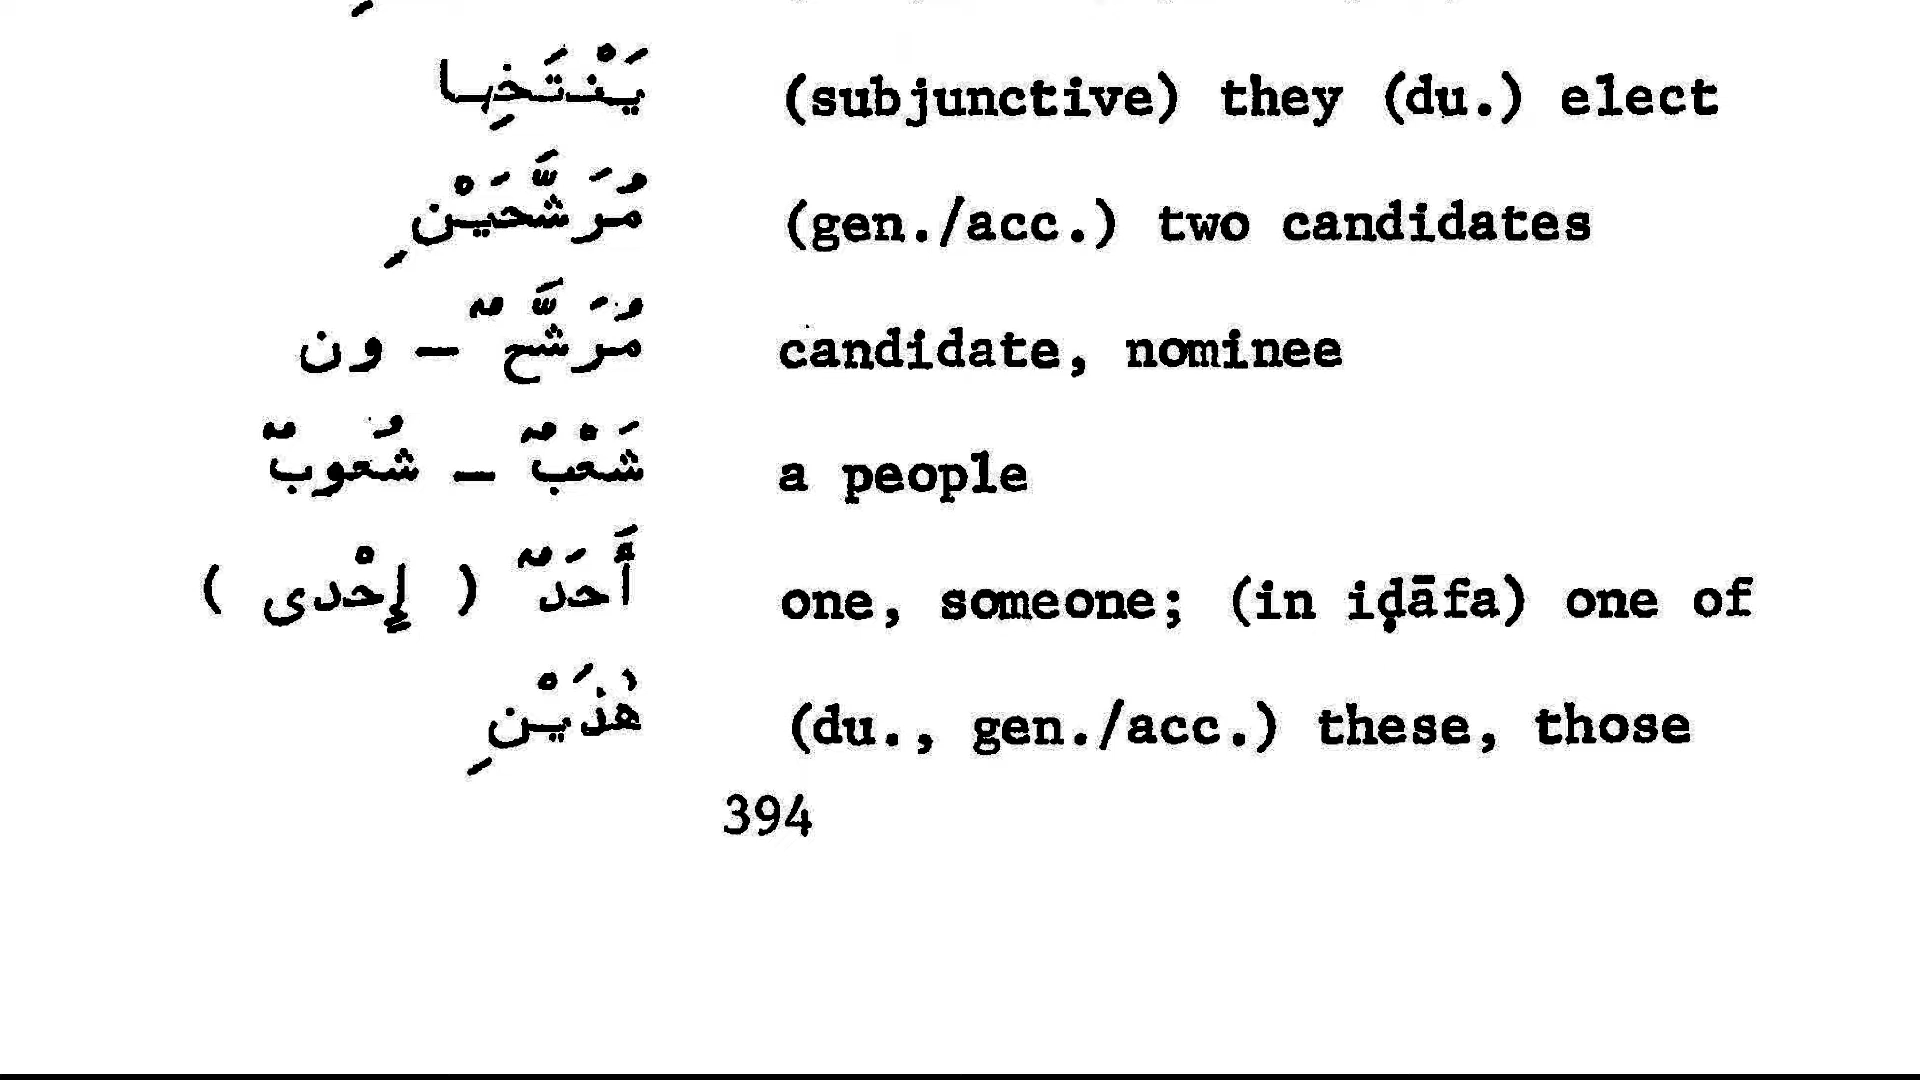 يَنْتَخِبا (subjunctive) they (du.) elect
مُرَشَّحَيْنِ (gen./acc.) two candidates
مُرَشَّحٌ – ون candidate, nominee
شَعْبٌ – شُعوبٌ a people
أَحَدٌ ( إِحْدى ) one, someone; (in iḍāfa) one of
هٰذَيْنِ (du., gen./acc.) these, those
394